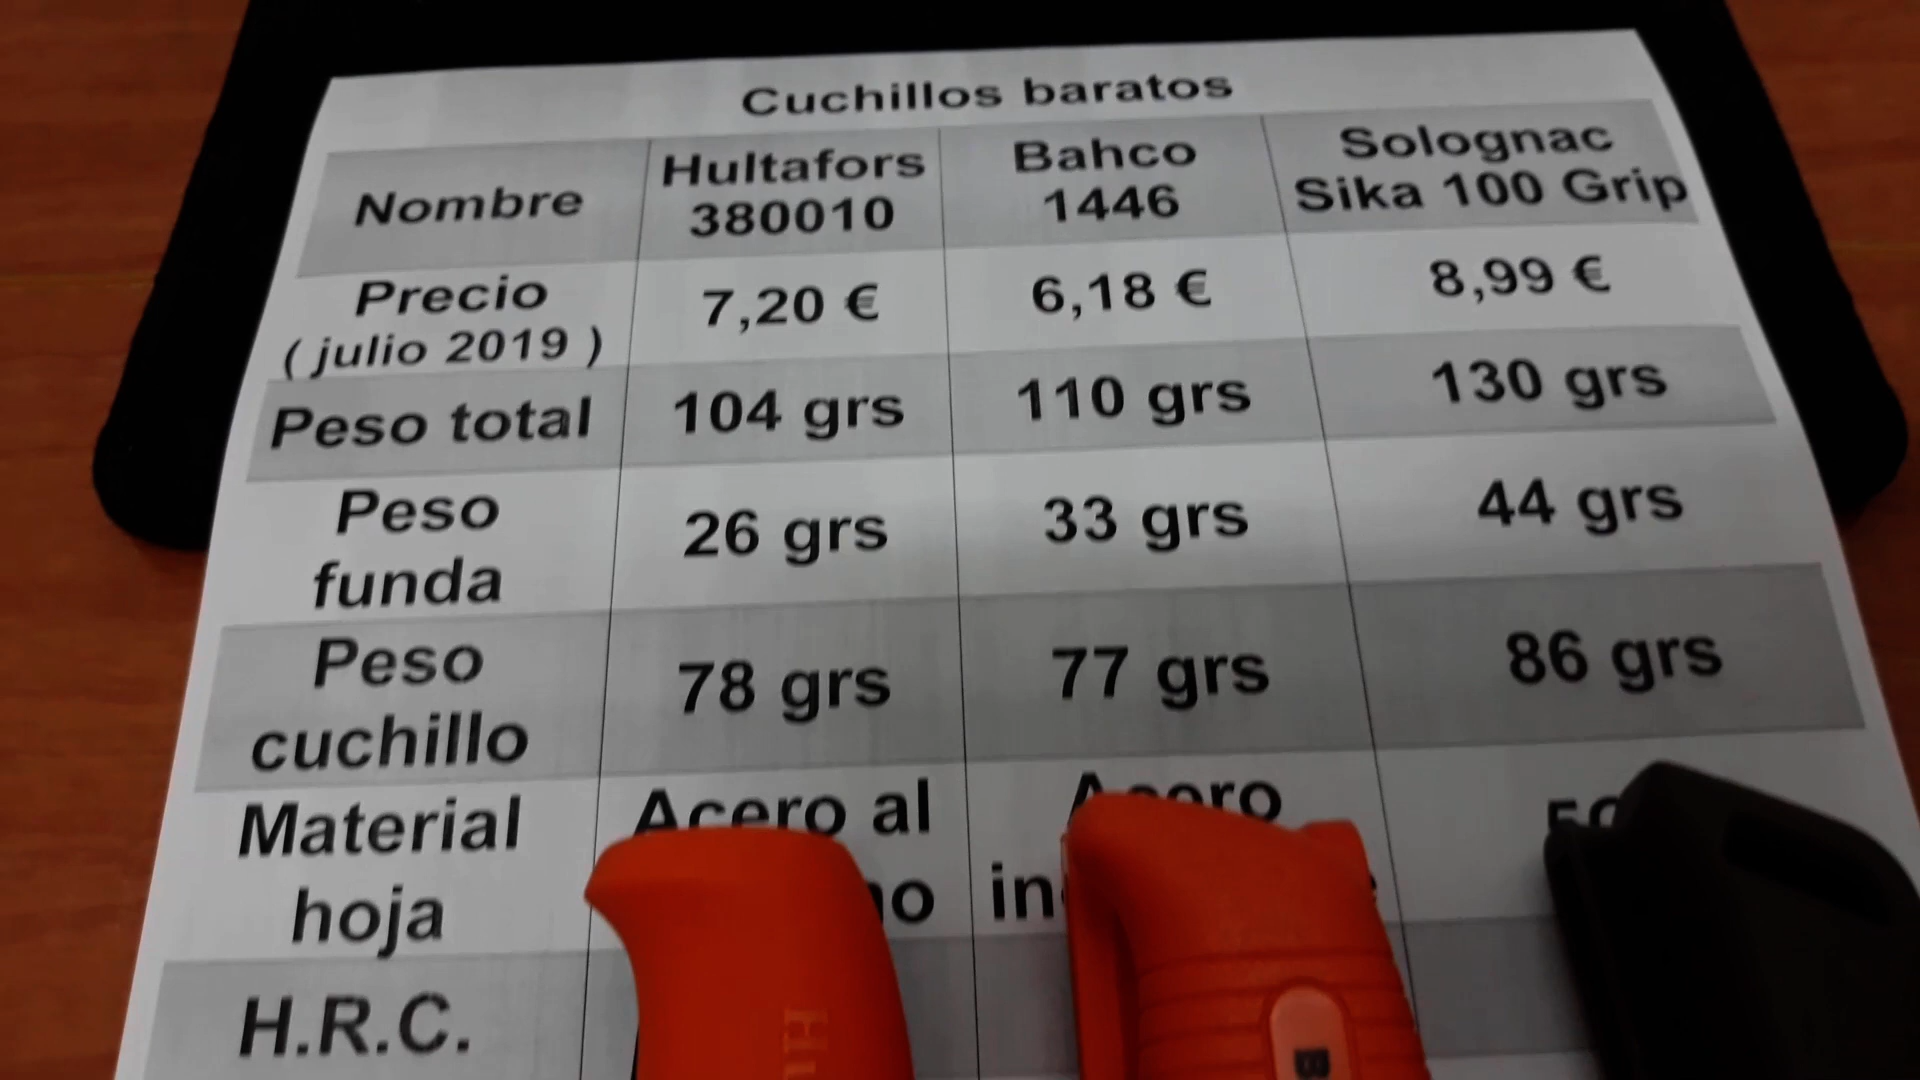 Cuchillos baratos
Nombre
Hultafors
380010
Bahco
1446
Solognac
Sika 100 Grip
Precio
( julio 2019 )
7,20 €
6,18 €
8,99 €
Peso total
104 grs
110 grs
130 grs
Peso
funda
26 grs
33 grs
44 grs
Peso
cuchillo
78 grs
77 grs
86 grs
Material
hoja
Acero al
Acero
H.R.C.